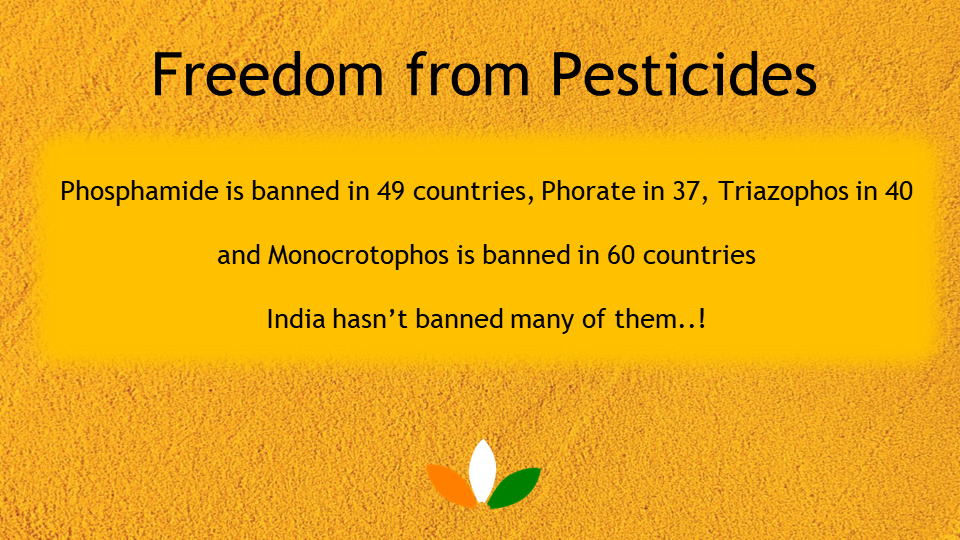 Freedom from Pesticides
Phosphamide is banned in 49 countries, Phorate in 37, Triazophos in 40
and Monocrotophos is banned in 60 countries
India hasn’t banned many of them..!